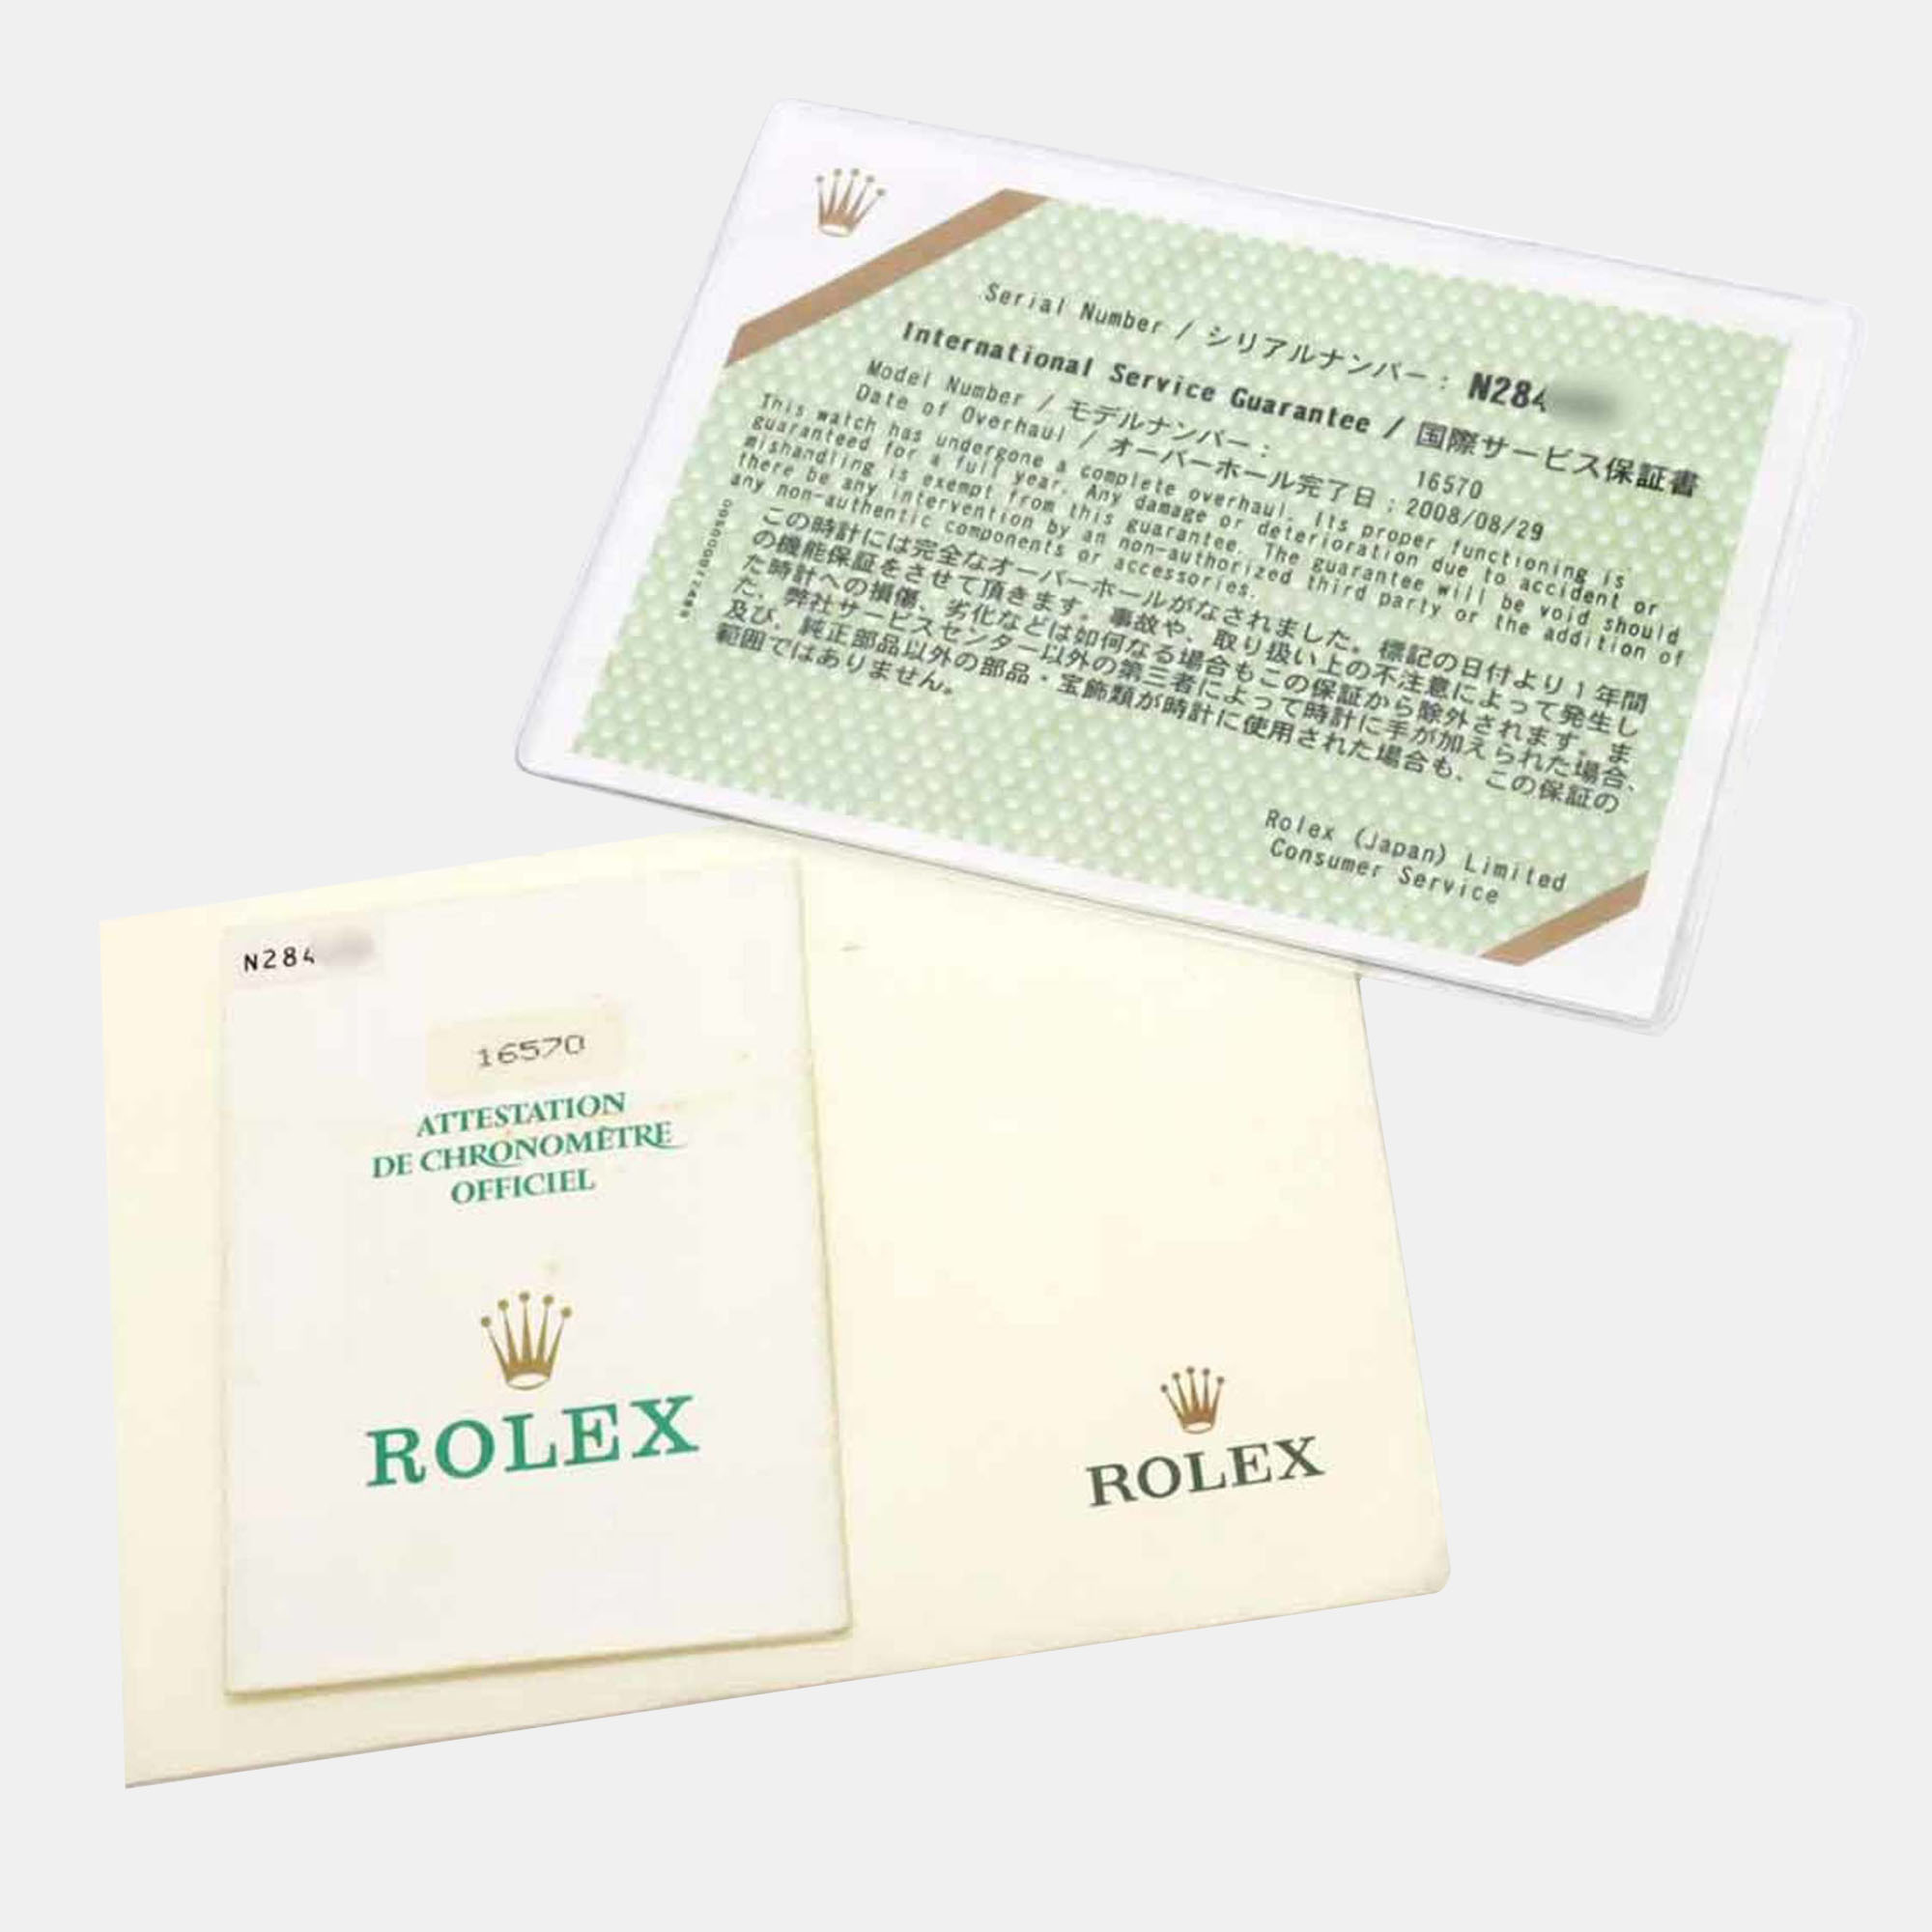 Serial Number / シリアルナンバー : N284
International Service Guarantee / 国際サービス保証書
Model Number / モデルナンバー : 16570
Date of Overhaul / オーバーホール完了日 : 2008/08/29
This watch has undergone a complete overhaul. Its proper functioning is
guaranteed for a full year. Any damage or deterioration due to accident or
mishandling is exempt from this guarantee. The guarantee will be void should
there be any intervention by an non-authorized third party or the addition of
any non-authentic components or accessories.
この時計には完全なオーバーホールがなされました。標記の日付より1年間
の機能保証をさせて頂きます。事故や、取り扱い上の不注意によって発生し
た時計への損傷、劣化などは如何なる場合もこの保証から除外されます。ま
た、弊社サービスセンター以外の第三者によって時計に手が加えられた場合、
及び、純正部品以外の部品・宝飾類が時計に使用された場合も、この保証の
範囲ではありません。
Rolex (Japan) Limited
Consumer Service
N284
16570
ATTESTATION
DE CHRONOMÈTRE
OFFICIEL
ROLEX
ROLEX